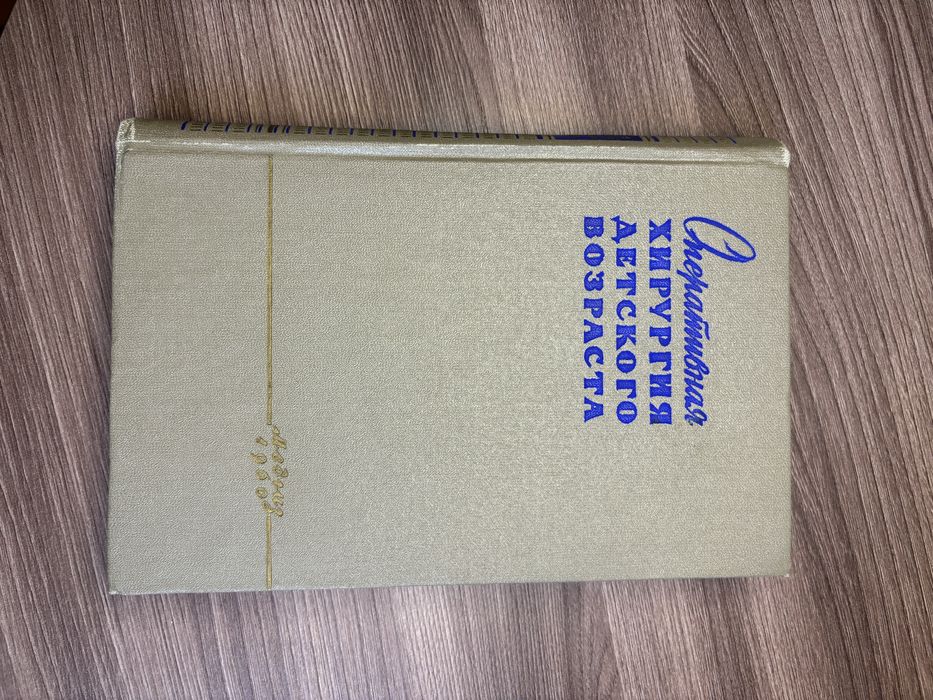 Оперативная
ХИРУРГИЯ
ДЕТСКОГО
ВОЗРАСТА
Медгиз
1960